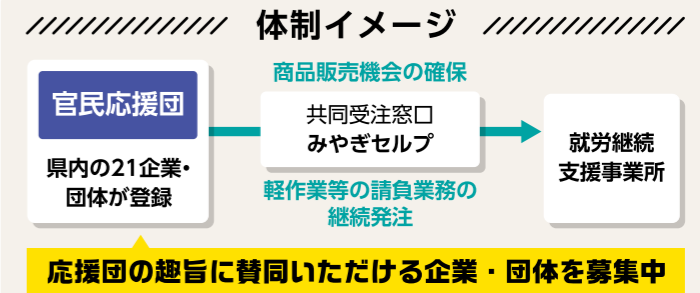 体制イメージ
官民応援団
県内の21企業・
団体が登録
商品販売機会の確保
共同受注窓口
みやぎセルプ
軽作業等の請負業務の
継続発注
就労継続
支援事業所
応援団の趣旨に賛同いただける企業・団体を募集中